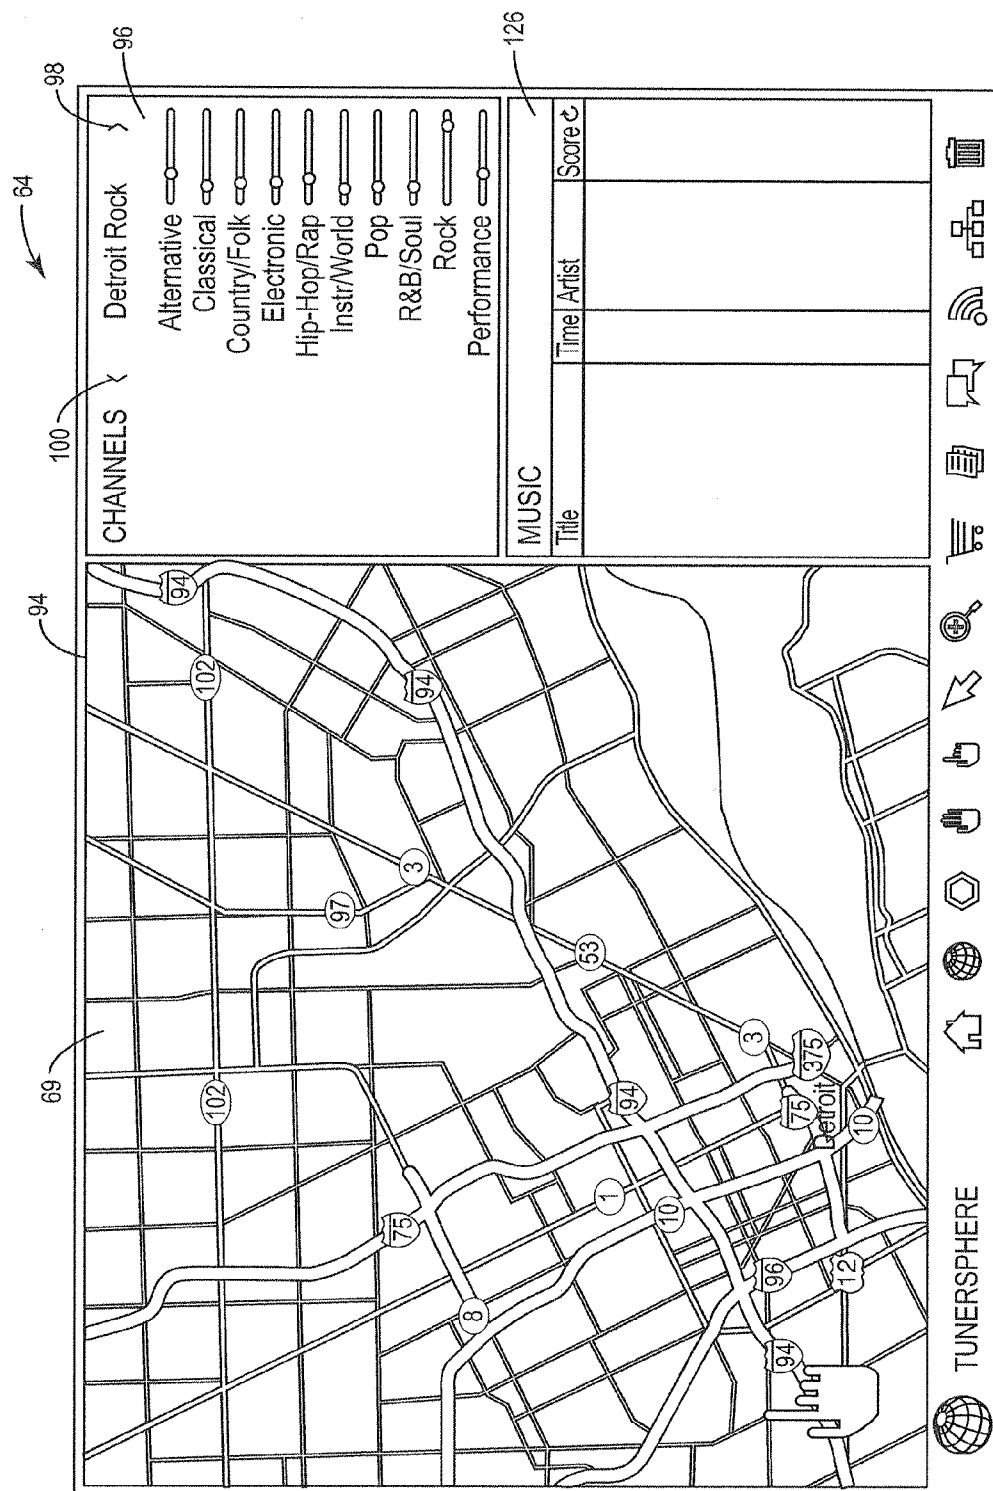 64
94
100
98
96
69
126
CHANNELS < Detroit Rock >
Alternative
Classical
Country/Folk
Electronic
Hip-Hop/Rap
Instr/World
Pop
R&B/Soul
Rock
Performance
MUSIC
Title Time Artist Score
94
102
102
94
97
3
75
53
8
1
94
3
10
375
75
Detroit
10
96
12
94
TUNERSPHERE